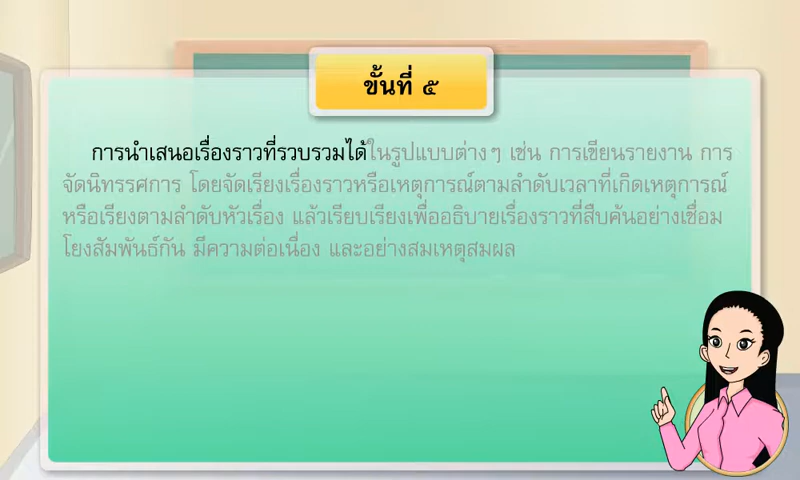 ขั้นที่ ๕
การนำเสนอเรื่องราวที่รวบรวมได้ในรูปแบบต่างๆ เช่น การเขียนรายงาน การ
จัดนิทรรศการ โดยจัดเรียงเรื่องราวหรือเหตุการณ์ตามลำดับเวลาที่เกิดเหตุการณ์
หรือเรียงตามลำดับหัวเรื่อง แล้วเรียบเรียงเพื่ออธิบายเรื่องราวที่สืบค้นอย่างเชื่อม
โยงสัมพันธ์กัน มีความต่อเนื่อง และอย่างสมเหตุสมผล